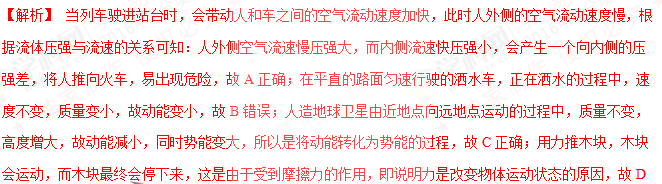 【解析】 当列车驶进站台时，会带动人和车之间的空气流动速度加快，此时人外侧的空气流动速度慢，根
据流体压强与流速的关系可知：人外侧空气流速慢压强大，而内侧流速快压强小，会产生一个向内侧的压
强差，将人推向火车，易出现危险，故 A 正确；在平直的路面匀速行驶的洒水车，正在洒水的过程中，速
度不变，质量变小，故动能变小，故 B 错误；人造地球卫星由近地点向远地点运动的过程中，质量不变，
高度增大，故动能减小，同时势能变大，所以是将动能转化为势能的过程，故 C 正确；用力推木块，木块
会运动，而木块最终会停下来，这是由于受到摩擦力的作用，即说明力是改变物体运动状态的原因，故 D